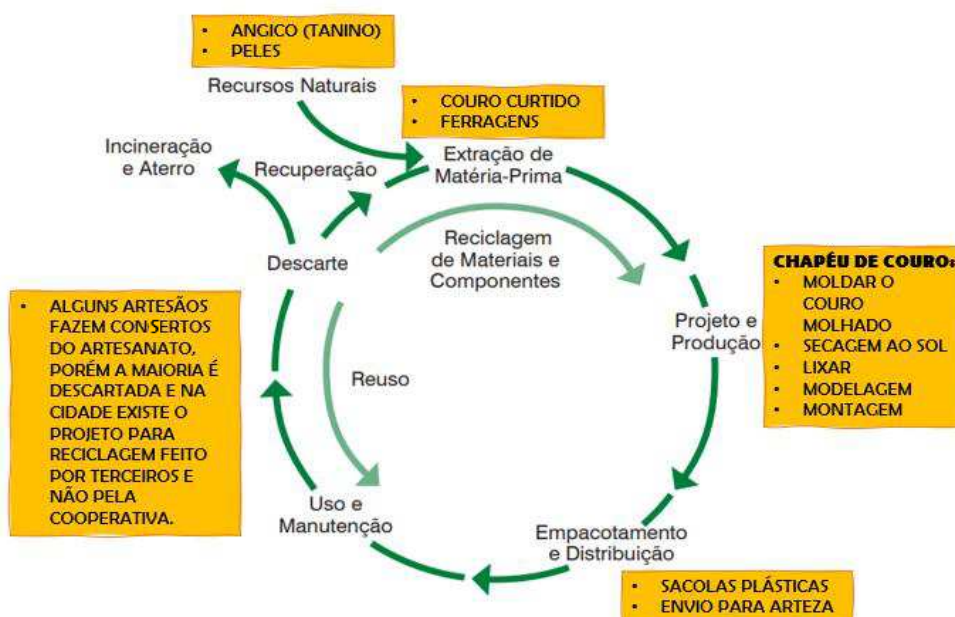 • ANGICO (TANINO)
• PELES
Recursos Naturais
• COURO CURTIDO
• FERRAGENS
Extração de
Matéria-Prima
Incineração
e Aterro
Recuperação
Descarte
Reciclagem
de Materiais e
Componentes
CHAPÉU DE COURO:
• MOLDAR O
COURO
MOLHADO
• SECAGEM AO SOL
• LIXAR
• MODELAGEM
• MONTAGEM
Projeto e
Produção
• ALGUNS ARTESÃOS
FAZEM CONSERTOS
DO ARTESANATO,
PORÉM A MAIORIA É
DESCARTADA E NA
CIDADE EXISTE O
PROJETO PARA
RECICLAGEM FEITO
POR TERCEIROS E
NÃO PELA
COOPERATIVA.
Reuso
Uso e
Manutenção
Empacotamento
e Distribuição
• SACOLAS PLÁSTICAS
• ENVIO PARA ARTEZA